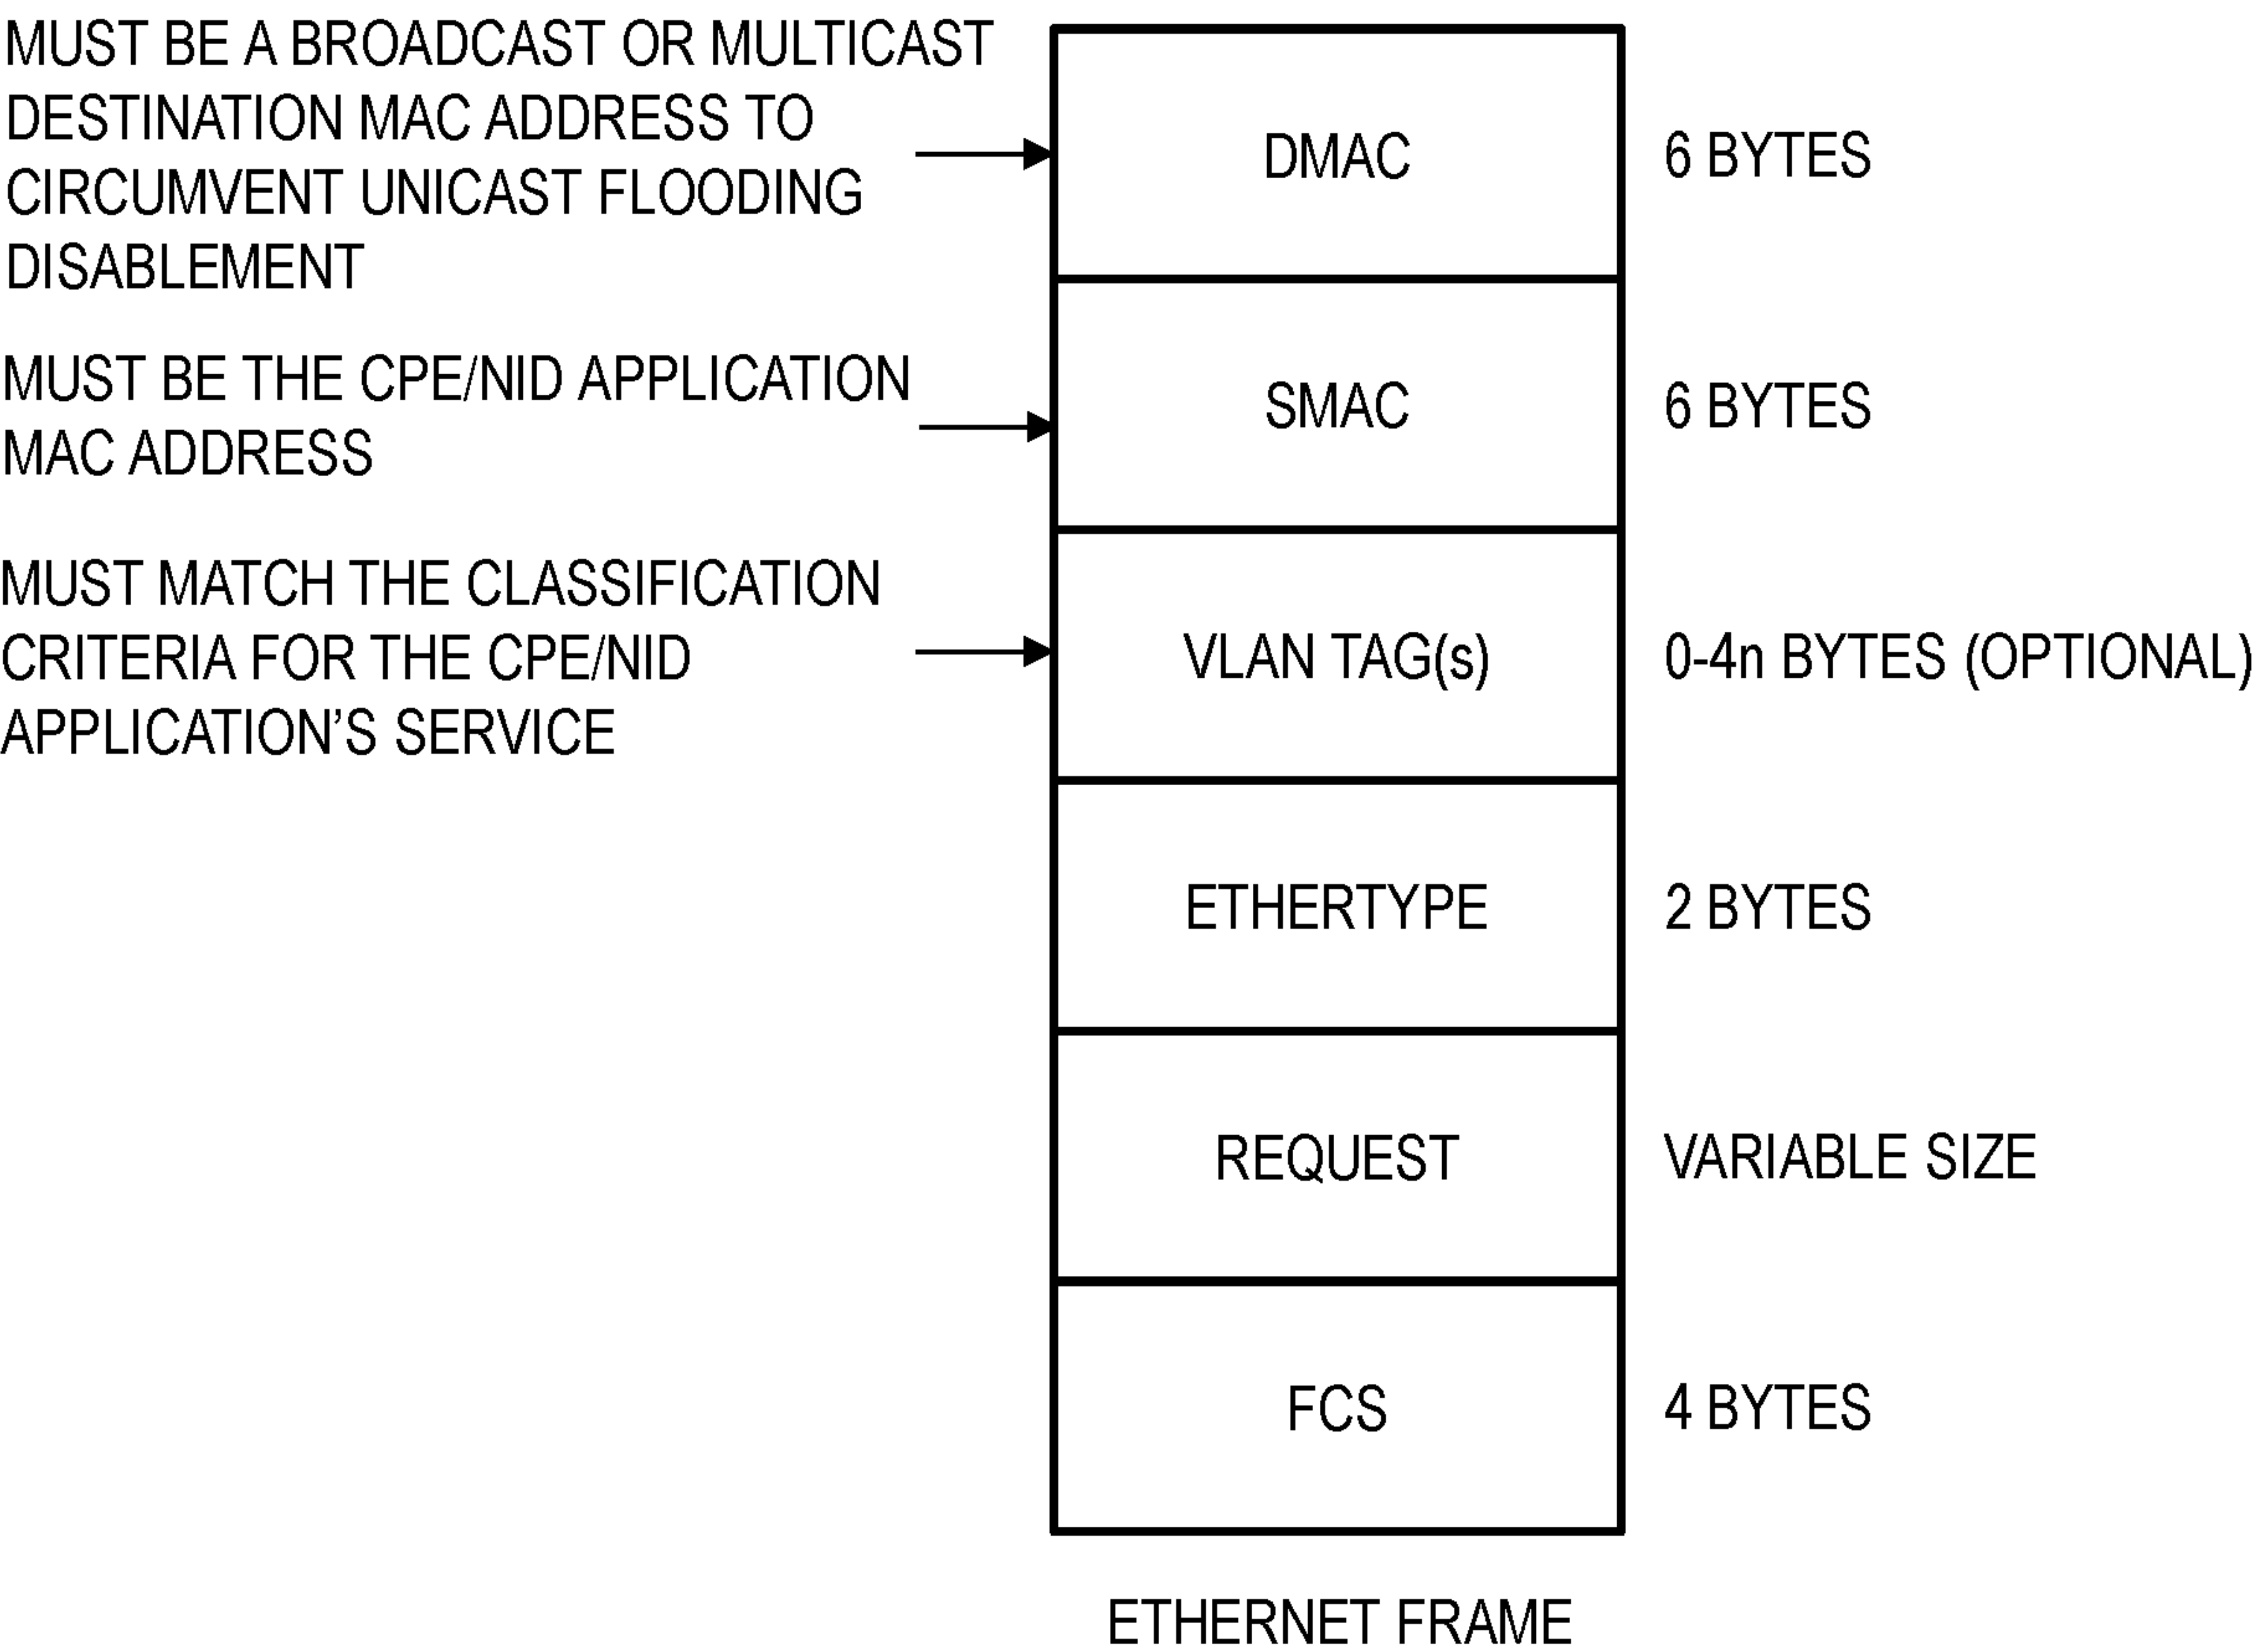 MUST BE A BROADCAST OR MULTICAST
DESTINATION MAC ADDRESS TO
CIRCUMVENT UNICAST FLOODING
DISABLEMENT
DMAC
6 BYTES
MUST BE THE CPE/NID APPLICATION
MAC ADDRESS
SMAC
6 BYTES
MUST MATCH THE CLASSIFICATION
CRITERIA FOR THE CPE/NID
APPLICATION'S SERVICE
VLAN TAG(s)
0-4n BYTES (OPTIONAL)
ETHERTYPE
2 BYTES
REQUEST
VARIABLE SIZE
FCS
4 BYTES
ETHERNET FRAME